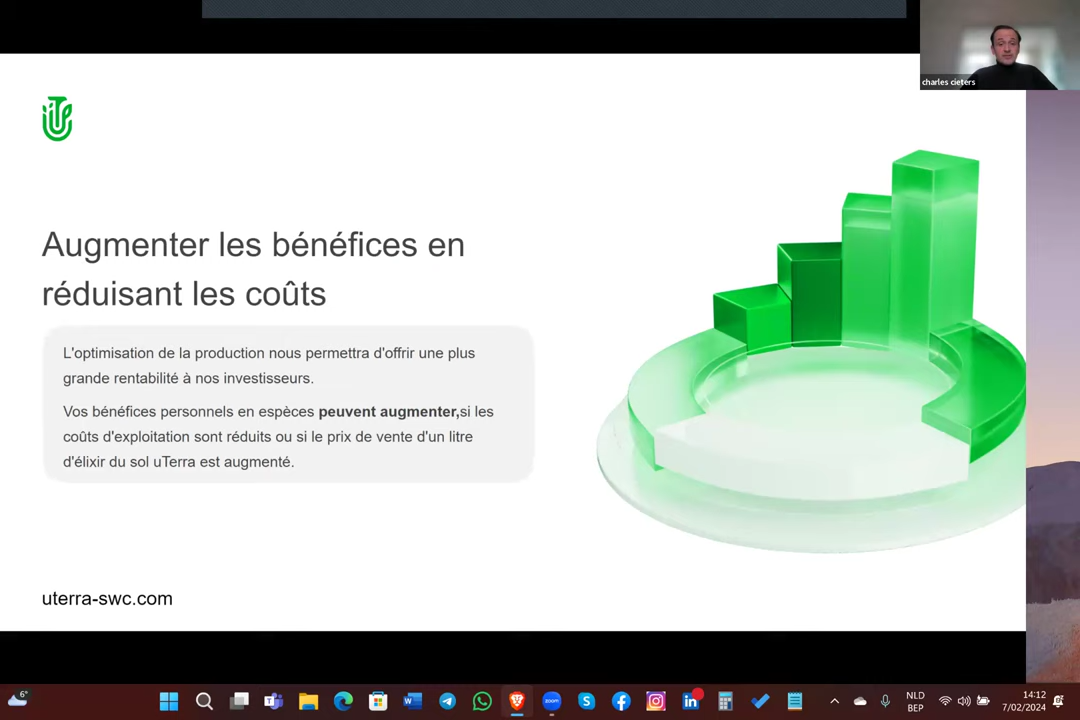 charles cieters
Augmenter les bénéfices en
réduisant les coûts
L'optimisation de la production nous permettra d'offrir une plus
grande rentabilité à nos investisseurs.
Vos bénéfices personnels en espèces peuvent augmenter,si les
coûts d'exploitation sont réduits ou si le prix de vente d'un litre
d'élixir du sol uTerra est augmenté.
uterra-swc.com
6°
zoom
NLD
BEP
14:12
7/02/2024